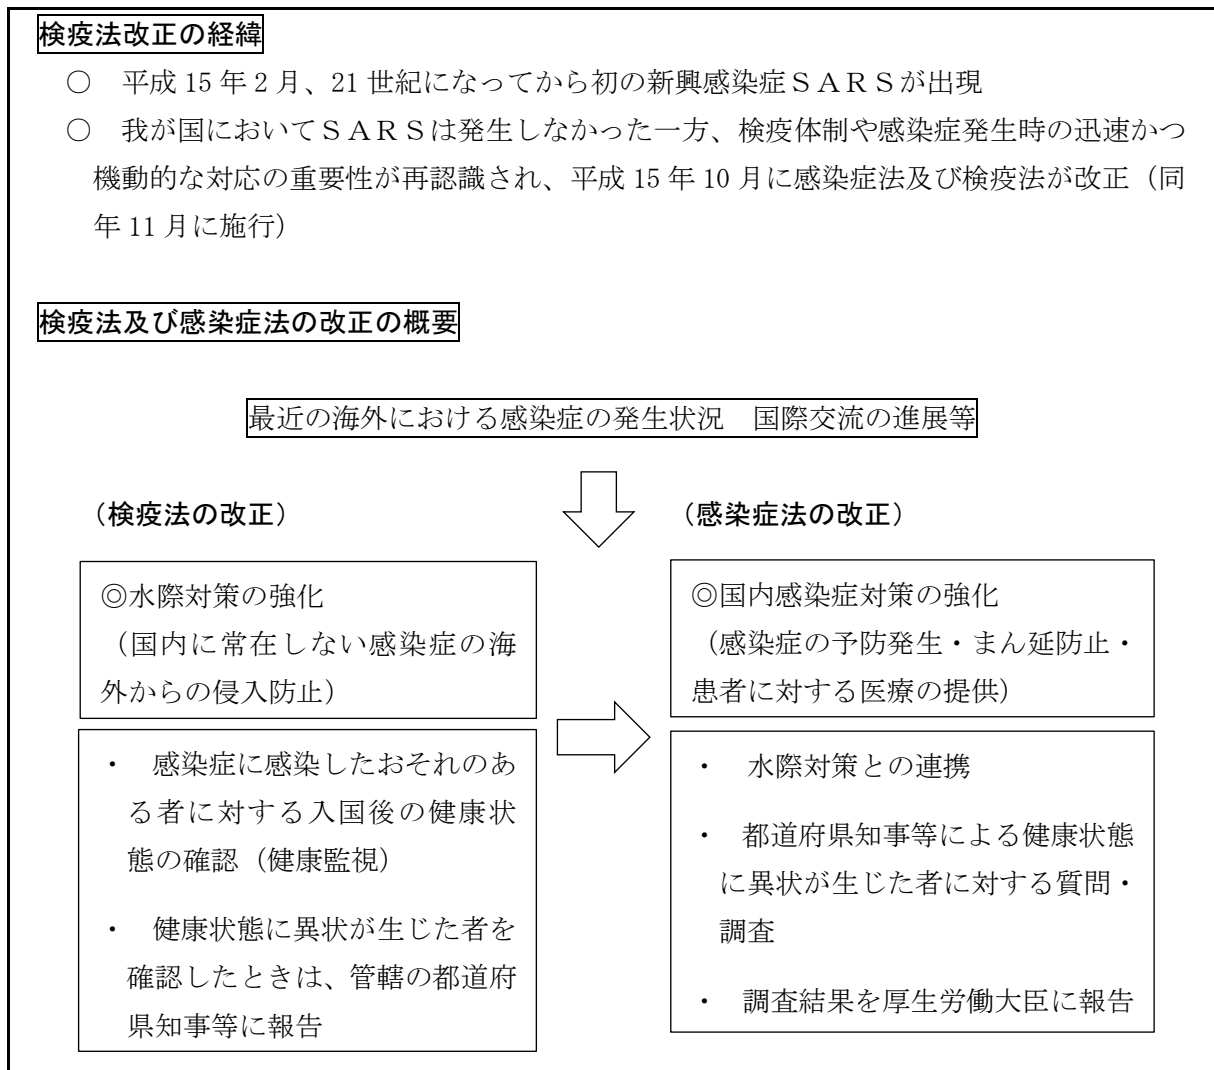 検疫法改正の経緯
○　平成 15 年 2 月、21 世紀になってから初の新興感染症ＳＡＲＳが出現
○　我が国においてＳＡＲＳは発生しなかった一方、検疫体制や感染症発生時の迅速かつ
機動的な対応の重要性が再認識され、平成 15 年 10 月に感染症法及び検疫法が改正（同
年 11 月に施行）
検疫法及び感染症法の改正の概要
最近の海外における感染症の発生状況　国際交流の進展等
（検疫法の改正）
◎水際対策の強化
（国内に常在しない感染症の海
外からの侵入防止）
・　感染症に感染したおそれのあ
る者に対する入国後の健康状
態の確認（健康監視）
・　健康状態に異状が生じた者を
確認したときは、管轄の都道府
県知事等に報告
（感染症法の改正）
◎国内感染症対策の強化
（感染症の予防発生・まん延防止・
患者に対する医療の提供）
・　水際対策との連携
・　都道府県知事等による健康状態
に異状が生じた者に対する質問・
調査
・　調査結果を厚生労働大臣に報告